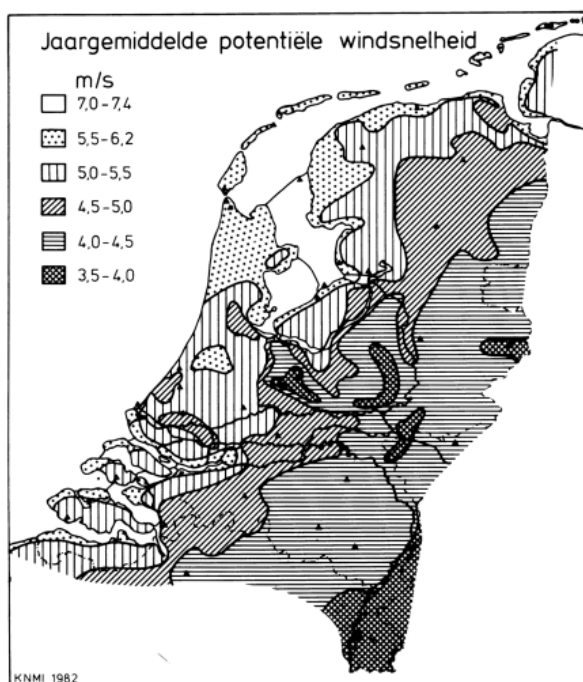 Jaargemiddelde potentiële windsnelheid
m/s
7,0-7,4
5,5-6,2
5,0-5,5
4,5-5,0
4,0-4,5
3,5-4,0
KNMI 1982